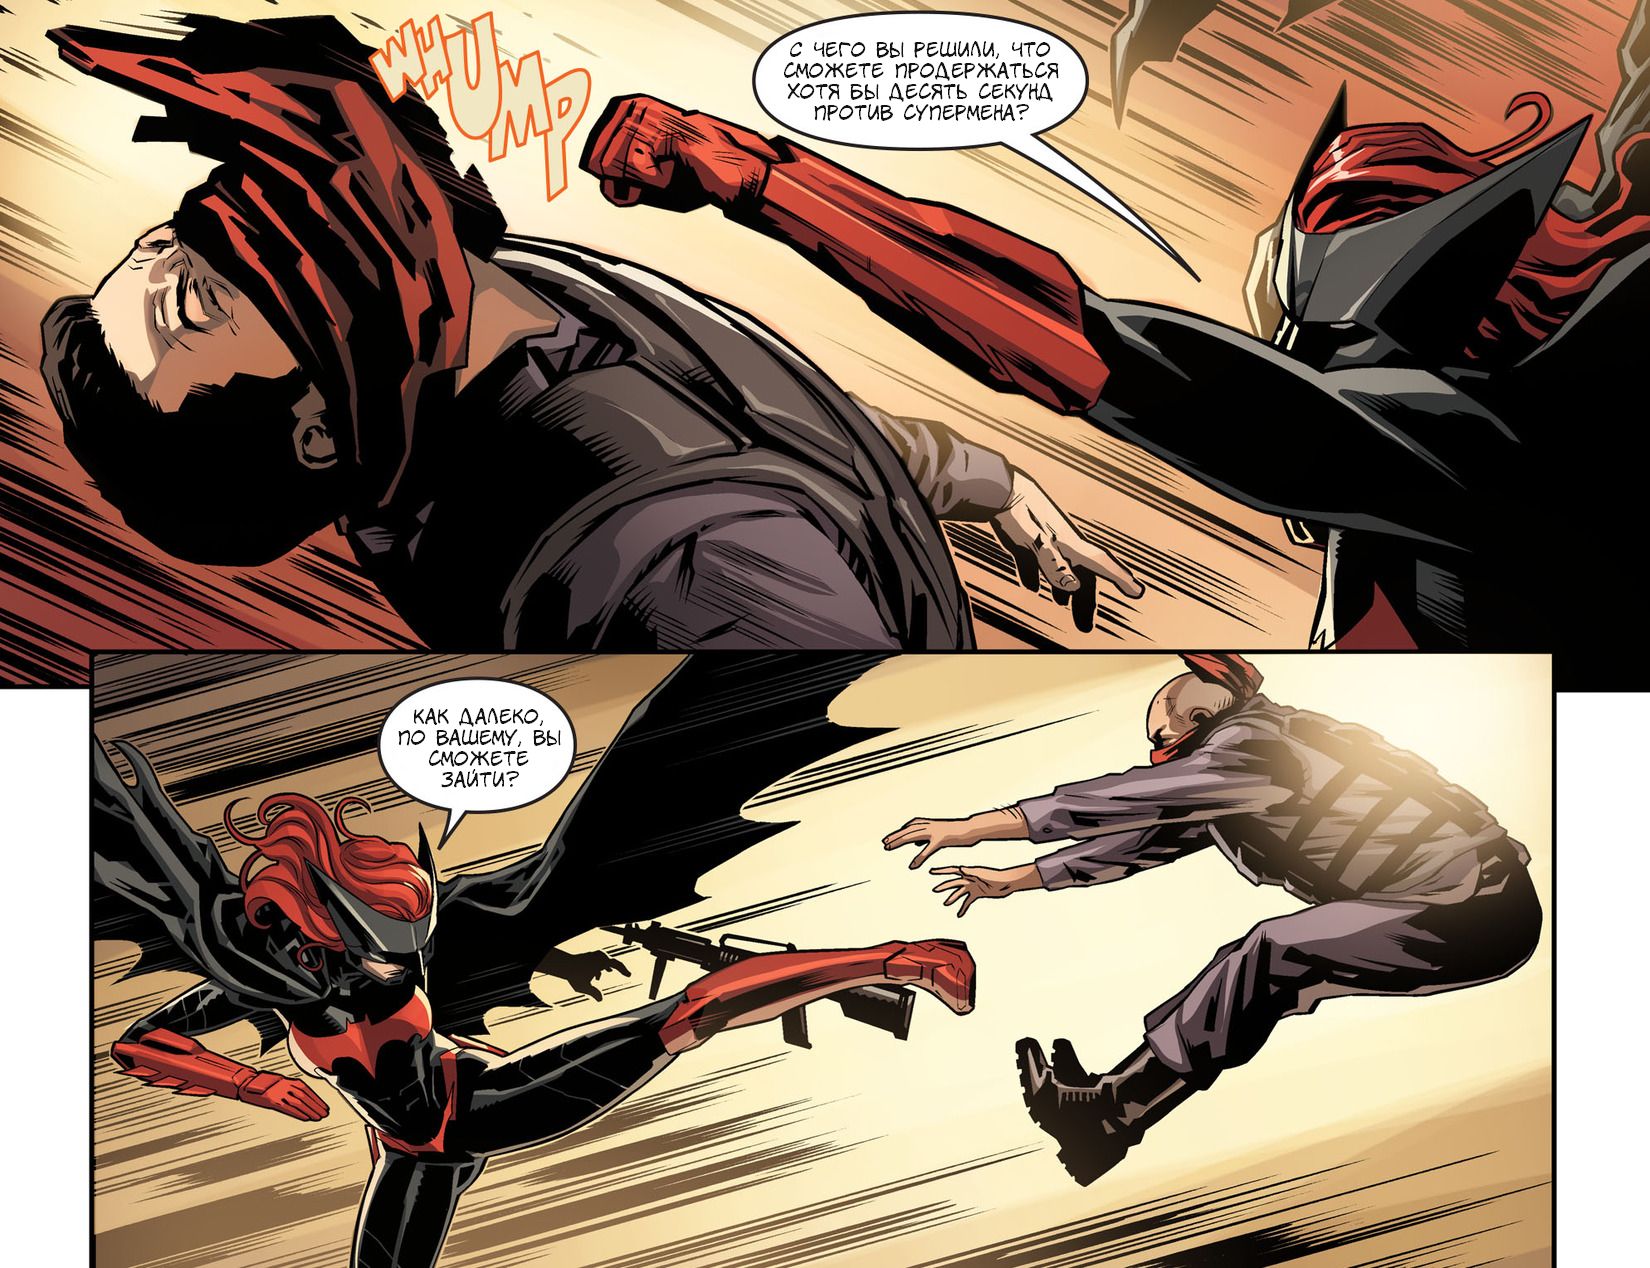 WHUMP
С ЧЕГО ВЫ РЕШИЛИ, ЧТО
СМОЖЕТЕ ПРОДЕРЖАТЬСЯ
ХОТЯ БЫ ДЕСЯТЬ СЕКУНД
ПРОТИВ СУПЕРМЕНА?
КАК ДАЛЕКО,
ПО ВАШЕМУ, ВЫ
СМОЖЕТЕ
ЗАЙТИ?